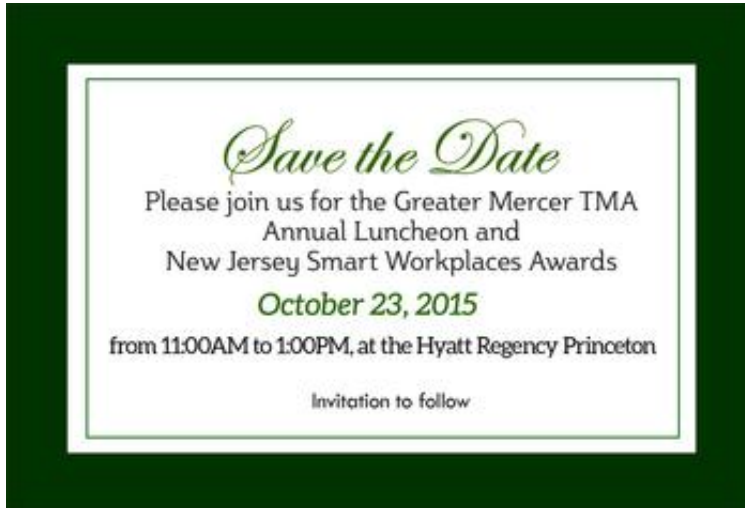 Save the Date
Please join us for the Greater Mercer TMA
Annual Luncheon and
New Jersey Smart Workplaces Awards
October 23, 2015
from 11:00AM to 1:00PM, at the Hyatt Regency Princeton
Invitation to follow